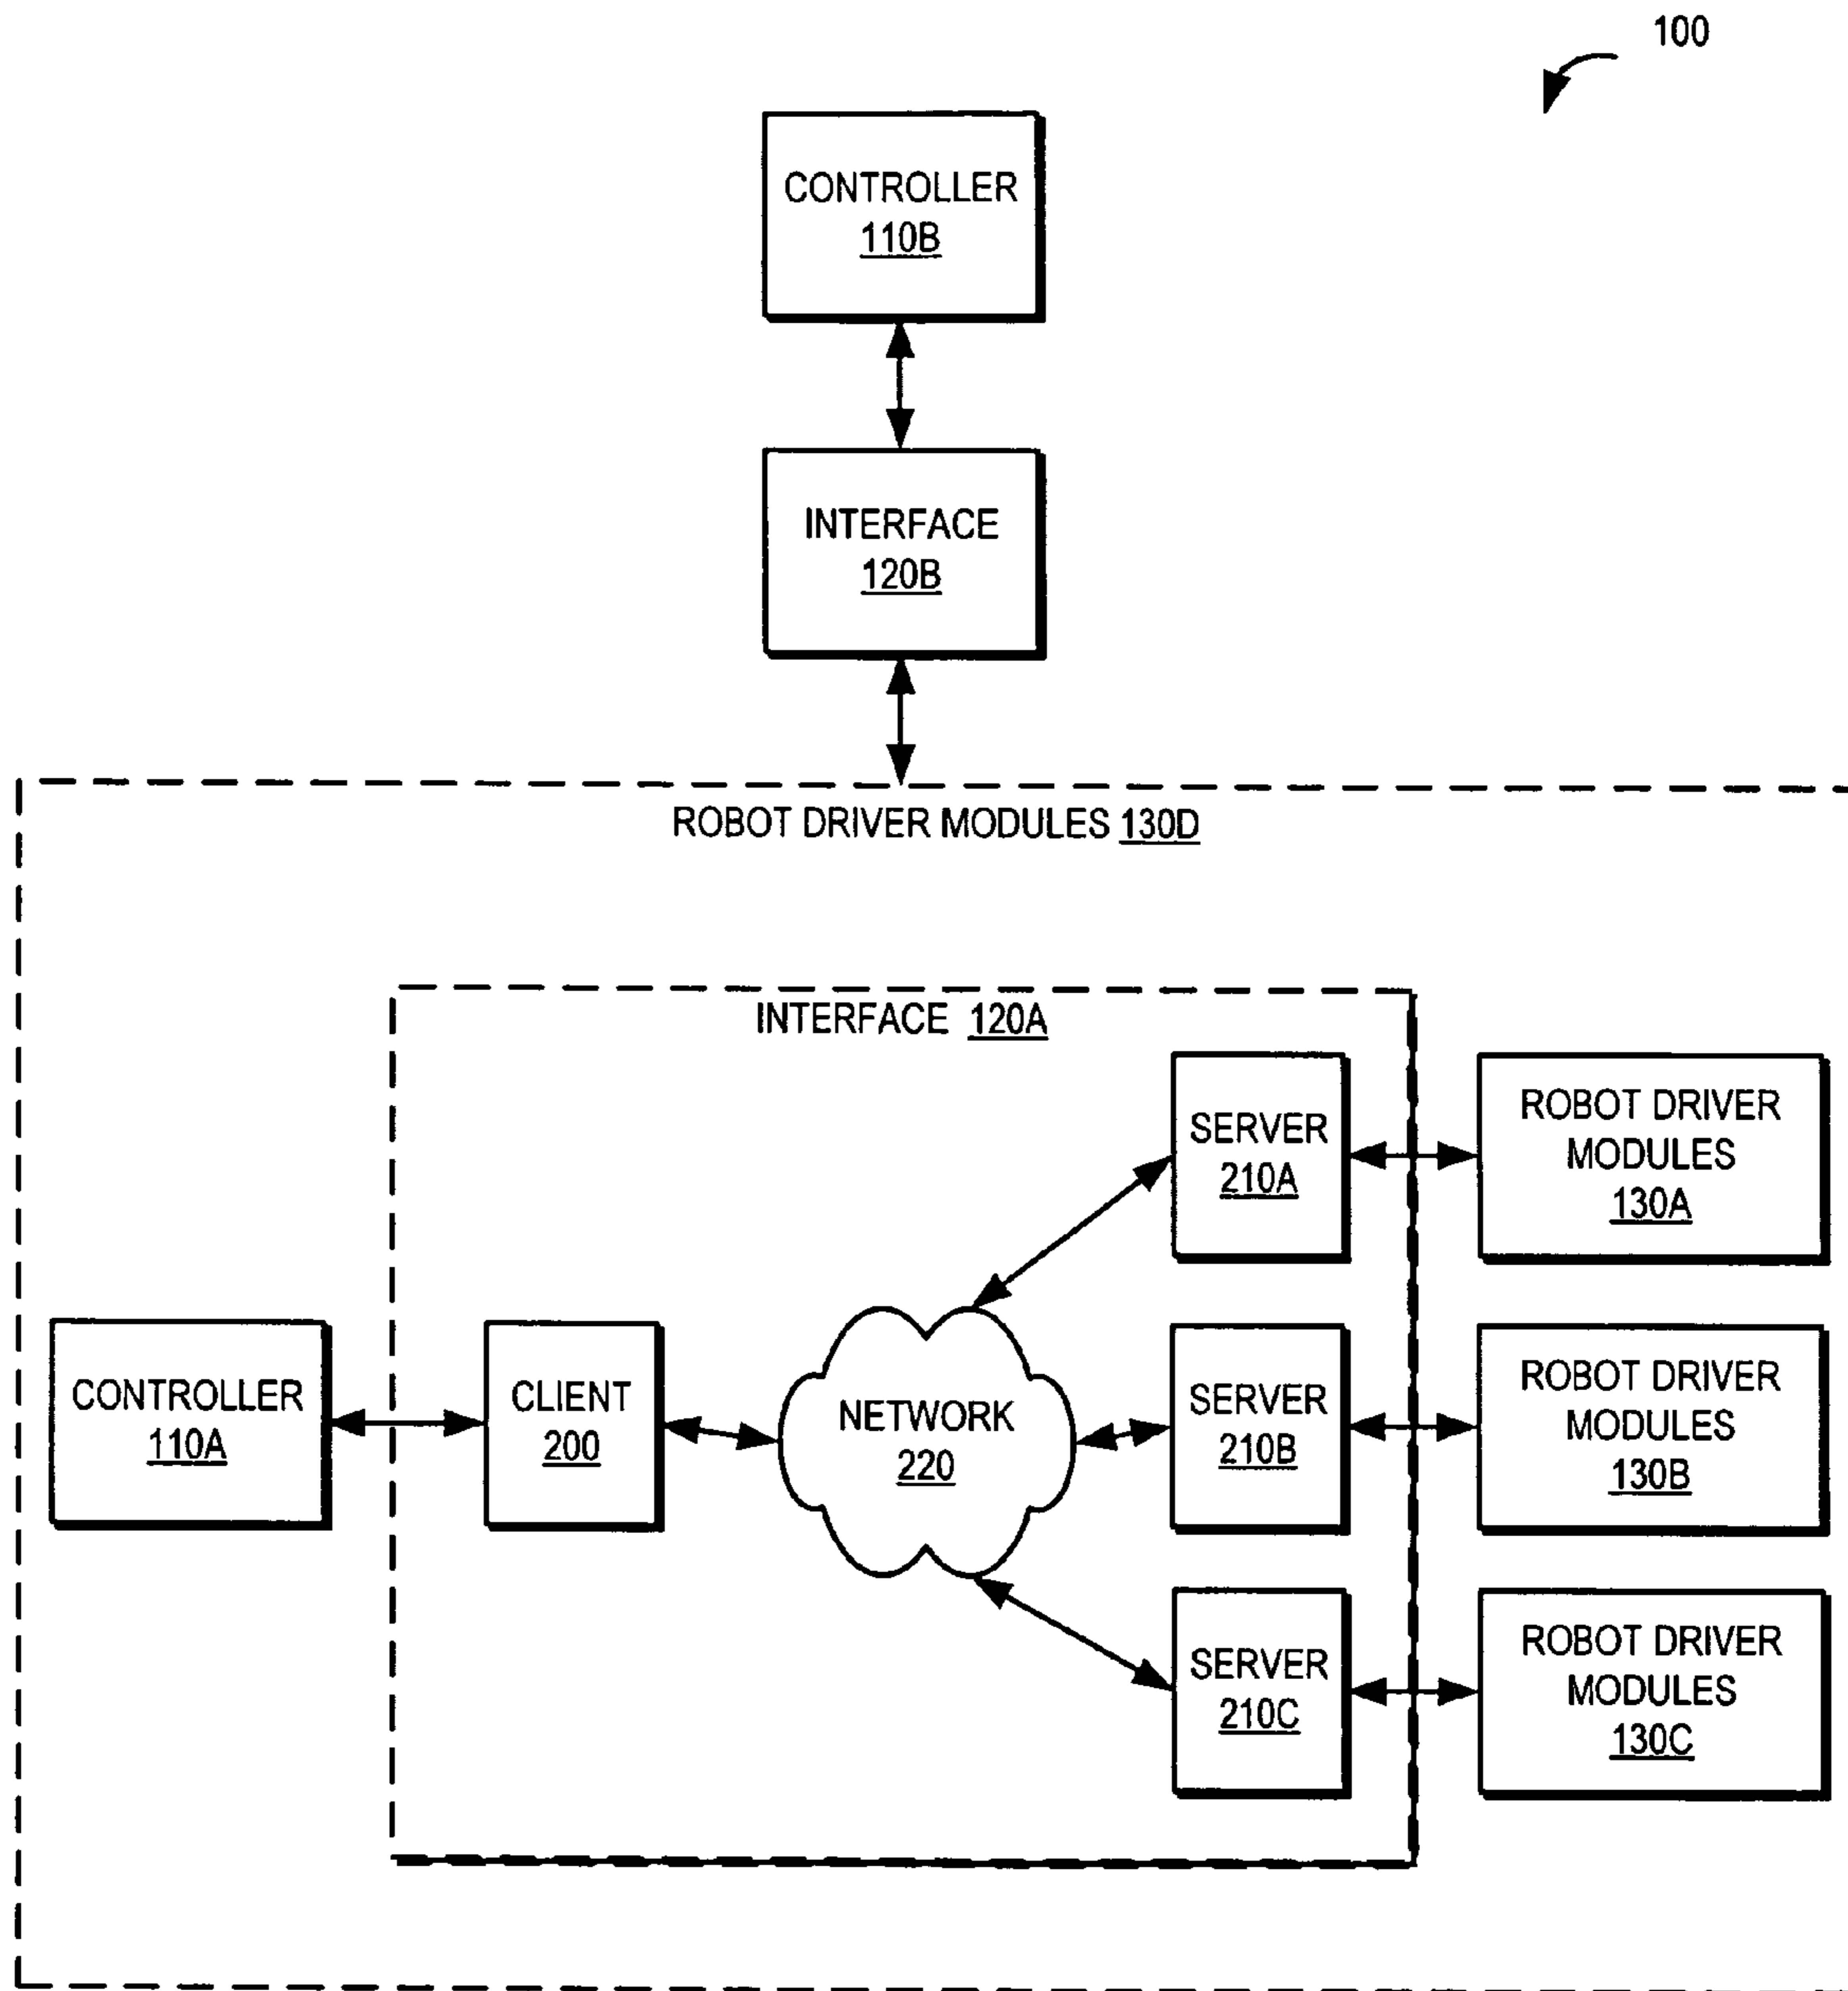 100
CONTROLLER
110B
INTERFACE
120B
ROBOT DRIVER MODULES 130D
INTERFACE 120A
SERVER
210A
ROBOT DRIVER
MODULES
130A
CONTROLLER
110A
CLIENT
200
NETWORK
220
SERVER
210B
ROBOT DRIVER
MODULES
130B
SERVER
210C
ROBOT DRIVER
MODULES
130C